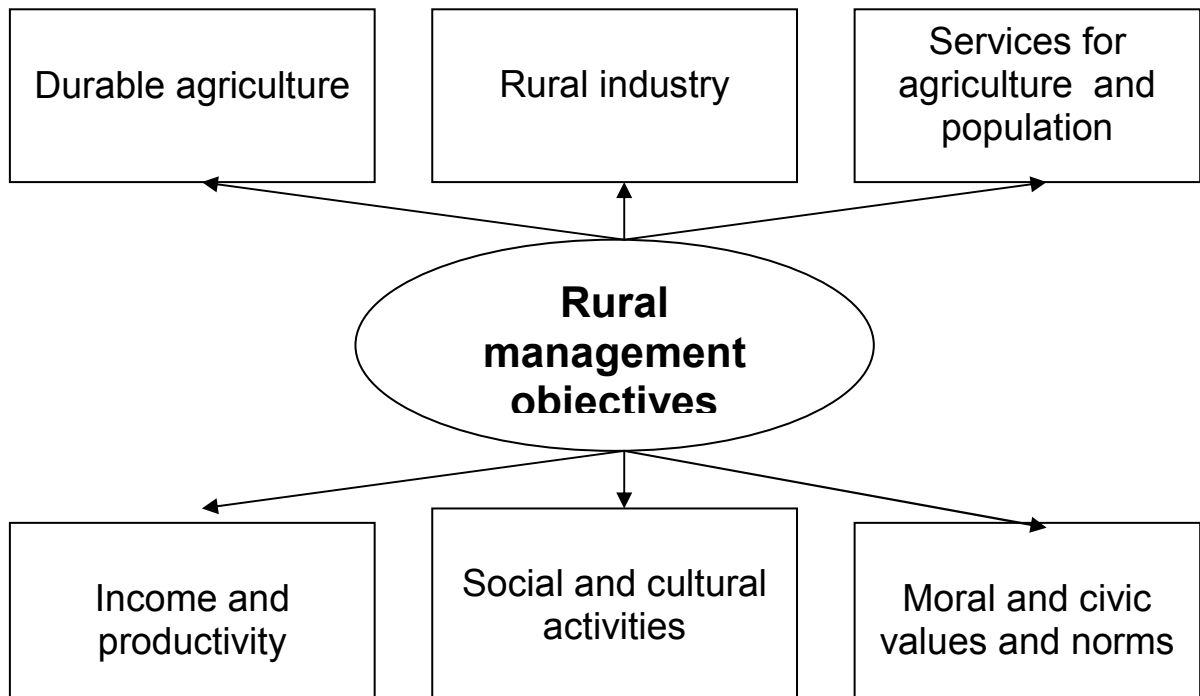 Durable agriculture
Rural industry
Services for
agriculture and
population
Rural
management
objectives
Income and
productivity
Social and cultural
activities
Moral and civic
values and norms